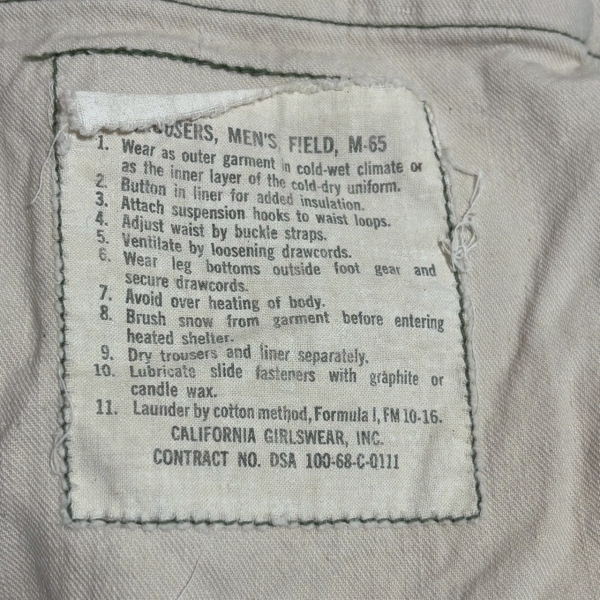 USERS, MEN'S, FIELD, M-65
1. Wear as outer garment in cold-wet climate or
as the inner layer of the cold-dry uniform.
2. Button in liner for added insulation.
3. Attach suspension hooks to waist loops.
4. Adjust waist by buckle straps.
5. Ventilate by loosening drawcords.
6. Wear leg bottoms outside foot gear and
secure drawcords.
7. Avoid over heating of body.
8. Brush snow from garment before entering
heated shelter.
9. Dry trousers and liner separately.
10. Lubricate slide fasteners with graphite or
candle wax.
11. Launder by cotton method, Formula I, FM 10-16.
CALIFORNIA GIRLSWEAR, INC.
CONTRACT NO. DSA 100-68-C-0111